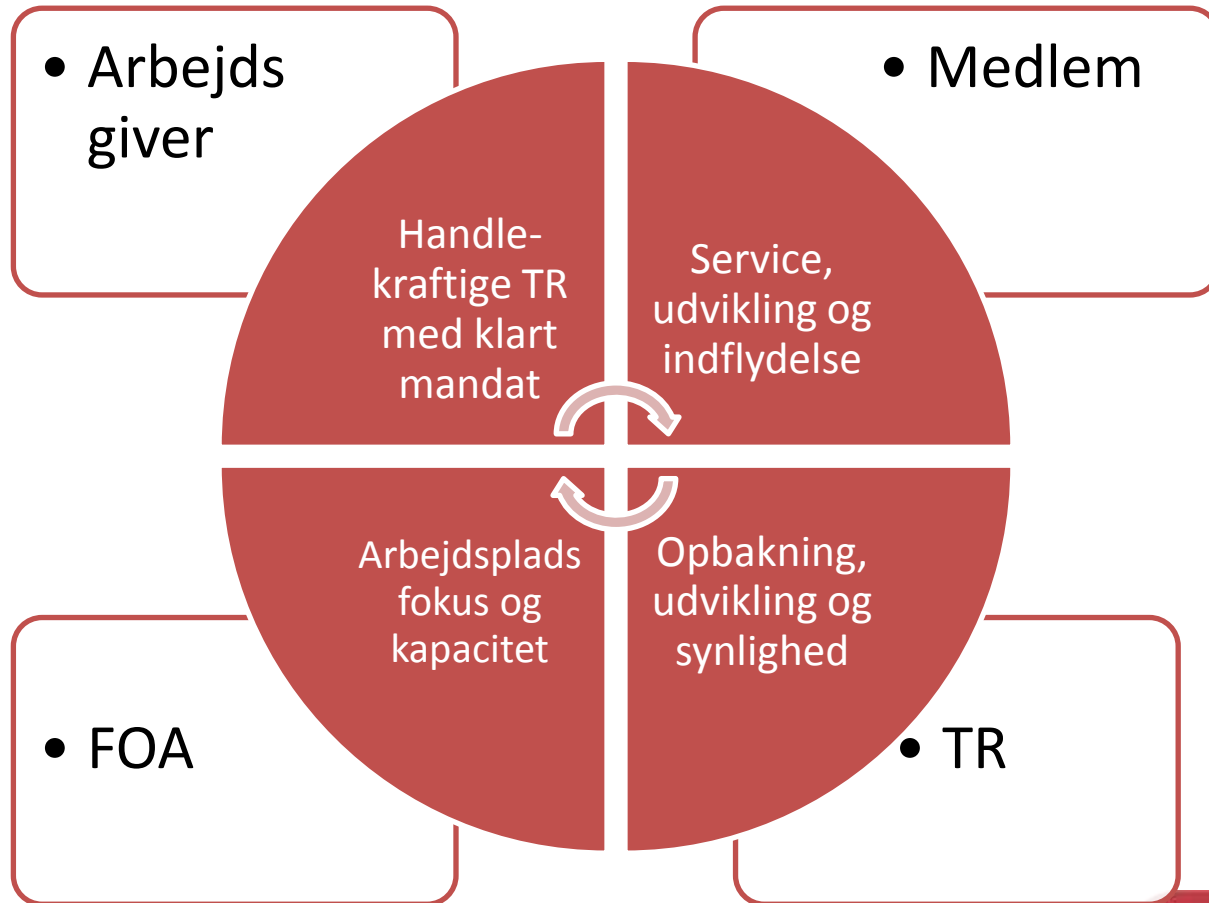 • Arbejds
giver
• Medlem
Handle-
kraftige TR
med klart
mandat
Service,
udvikling og
indflydelse
Arbejdsplads
fokus og
kapacitet
Opbakning,
udvikling og
synlighed
• FOA
• TR